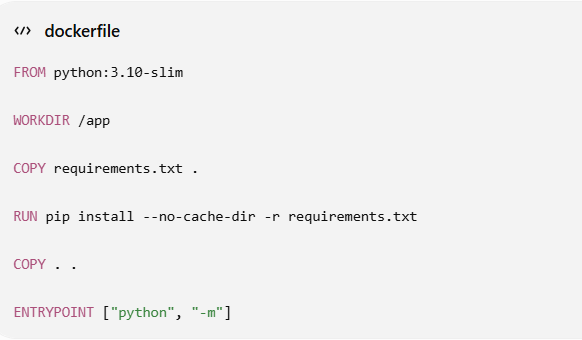 </> dockerfile
FROM python:3.10-slim
WORKDIR /app
COPY requirements.txt .
RUN pip install --no-cache-dir -r requirements.txt
COPY . .
ENTRYPOINT ["python", "-m"]